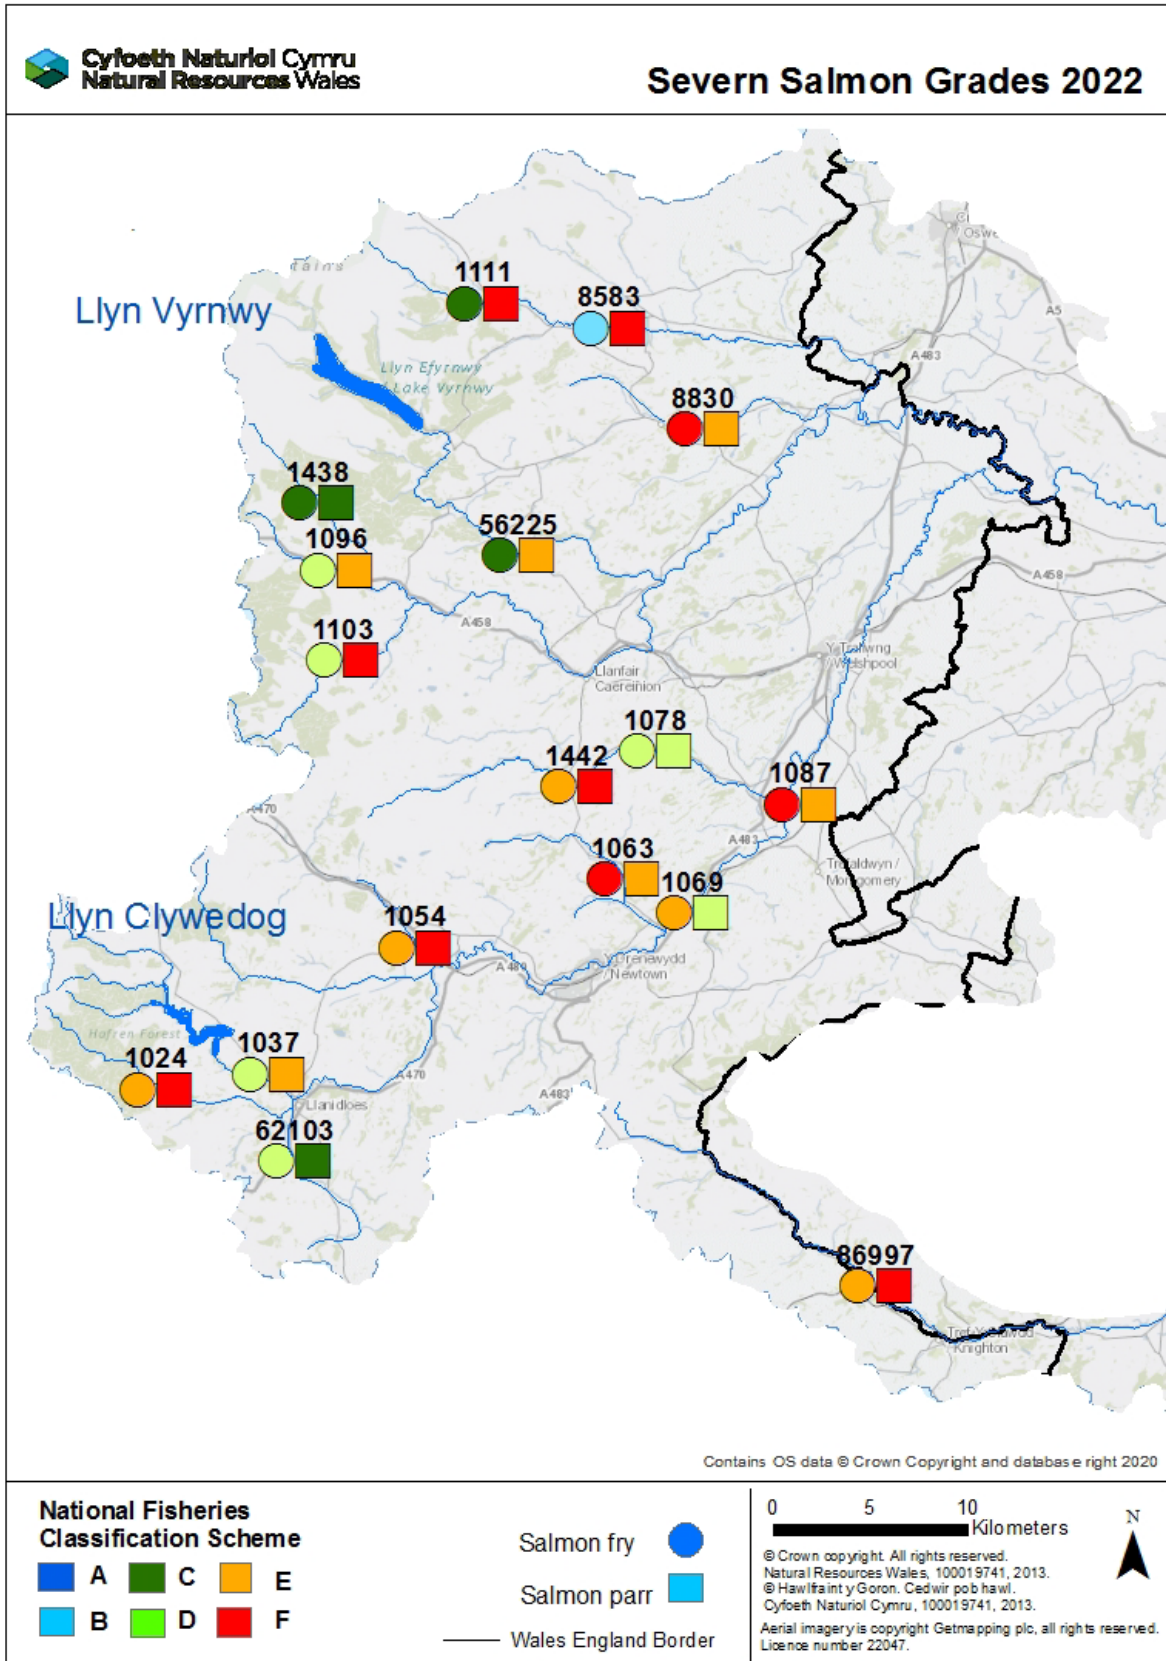 Cyfoeth Naturiol Cymru
Natural Resources Wales
Severn Salmon Grades 2022
Oswe
tain's
1111
Llyn Vyrnwy
8583
A5
A483
Llyn Efyrnwy
/ Lake Vyrnwy
8830
1438
56225
1096
A458
A458
1103
Y Trallwng
/ Welshpool
Llanfair
Caereinion
1078
1442
1087
A470
A483
1063
Trefaldwyn /
Montgomery
1069
Llyn Clywedog
1054
Y Drenewydd
/ Newtown
A489
Hafren Forest
1037
1024
A470
A483
Llanidloes
62103
86997
Tref-Y-Clawdd
Knighton
Contains OS data © Crown Copyright and database right 2020
National Fisheries
Classification Scheme
A C E
B D F
Salmon fry
Salmon parr
Wales England Border
0 5 10
Kilometers
N
© Crown copyright. All rights reserved.
Natural Resources Wales, 100019741, 2013.
© Hawlfraint y Goron. Cedwir pob hawl.
Cyfoeth Naturiol Cymru, 100019741, 2013.
Aerial imagery is copyright Getmapping plc, all rights reserved.
Licence number 22047.